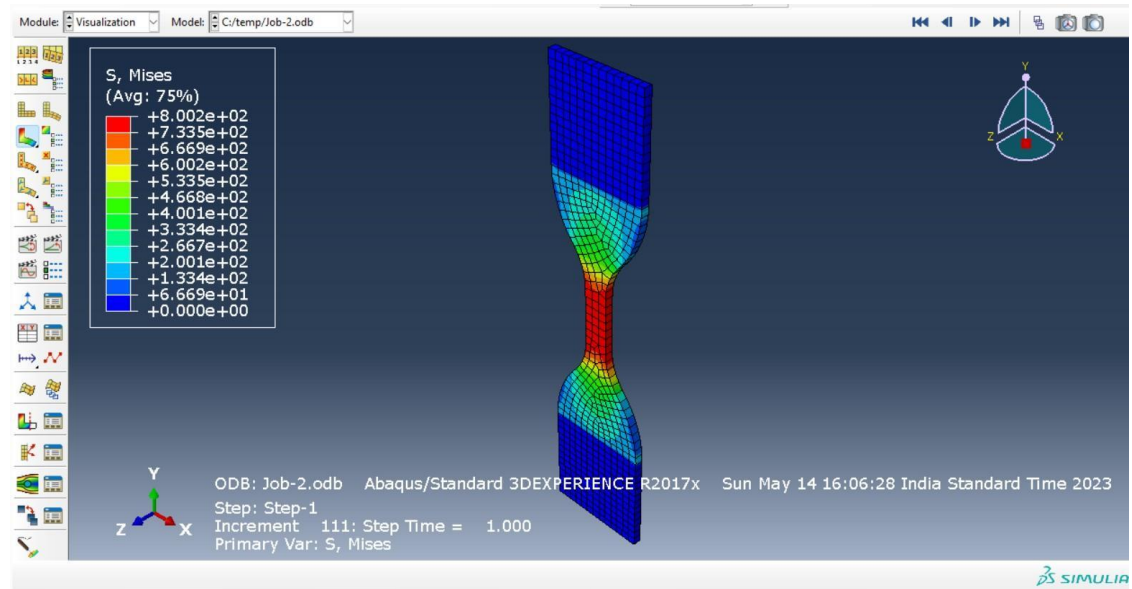 Module: Visualization Model: C:/temp/Job-2.odb
S, Mises
(Avg: 75%)
+8.002e+02
+7.335e+02
+6.669e+02
+6.002e+02
+5.335e+02
+4.668e+02
+4.001e+02
+3.334e+02
+2.667e+02
+2.001e+02
+1.334e+02
+6.669e+01
+0.000e+00
Y
Z X
Y
Z X
ODB: Job-2.odb Abaqus/Standard 3DEXPERIENCE R2017x Sun May 14 16:06:28 India Standard Time 2023
Step: Step-1
Increment 111: Step Time = 1.000
Primary Var: S, Mises
SIMULIA